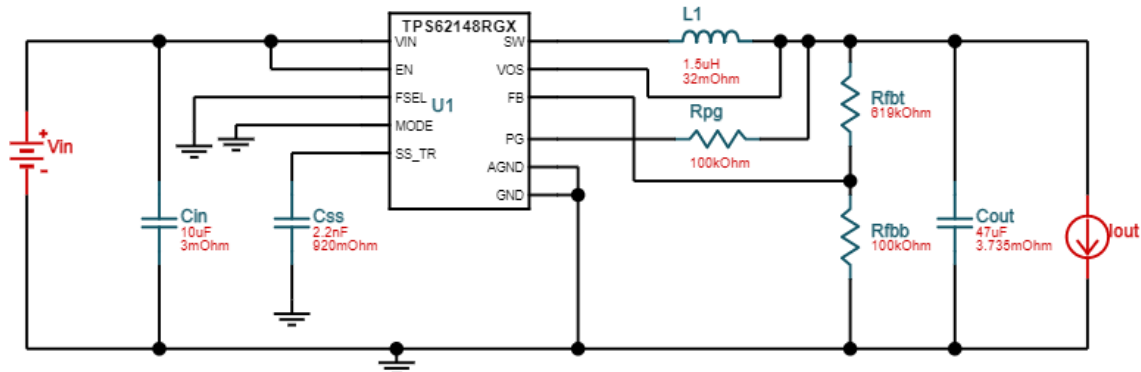 TPS62148RGX
VIN
EN
FSEL
MODE
SS_TR
SW
VOS
FB
PG
AGND
GND
U1
L1
1.5uH
32mOhm
Rpg
100kOhm
Rfbt
619kOhm
Rfbb
100kOhm
+
Vin
-
Cin
10uF
3mOhm
Css
2.2nF
920mOhm
Cout
47uF
3.735mOhm
Iout